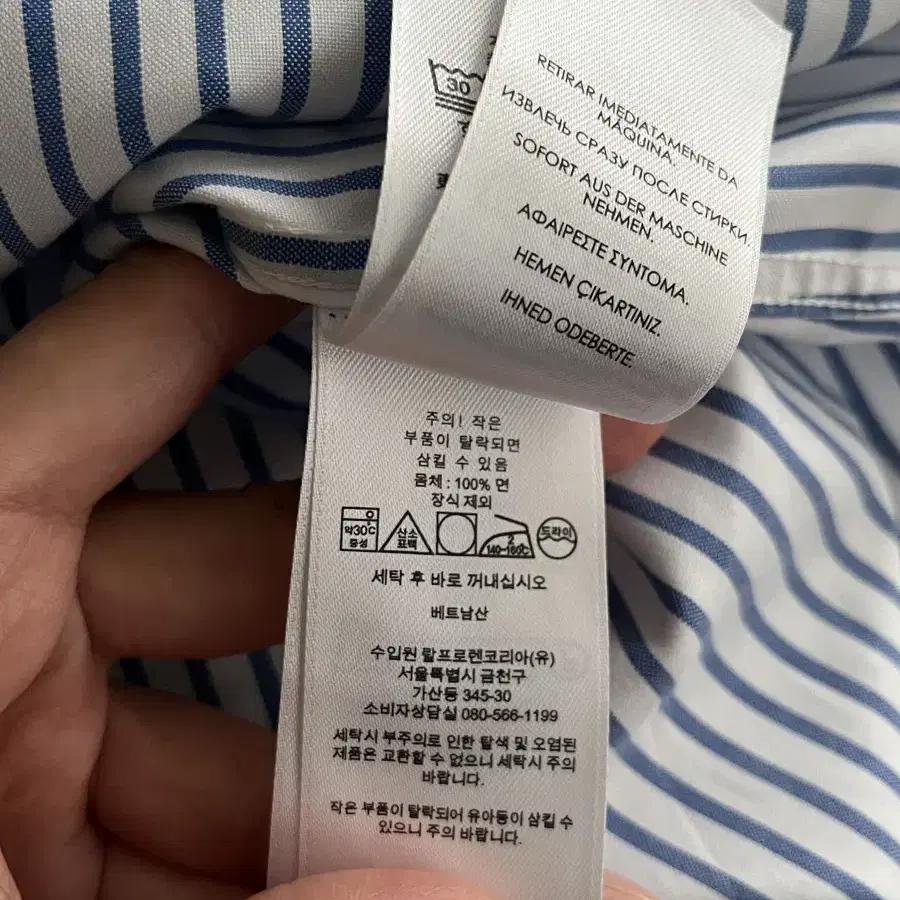 30
RETIRAR IMEDIATAMENTE DA
MÁQUINA.
ИЗВЛЕЧЬ СРАЗУ ПОСЛЕ СТИРКИ.
SOFORT AUS DER MASCHINE
NEHMEN.
ΑΦΑΙΡΕΣΤΕ ΣΥΝΤΟΜΑ.
HEMEN ÇIKARTINIZ.
IHNED ODEBERTE.
주의! 작은
부품이 탈락되면
삼킬 수 있음
몸체 : 100% 면
장식 제외
약30℃
중성
산소
표백
2
140~160℃
드라이
세탁 후 바로 꺼내십시오
베트남산
수입원 랄프로렌코리아(유)
서울특별시 금천구
가산동 345-30
소비자상담실 080-566-1199
세탁시 부주의로 인한 탈색 및 오염된
제품은 교환할 수 없으니 세탁시 주의
바랍니다.
작은 부품이 탈락되어 유아동이 삼킬 수
있으니 주의 바랍니다.